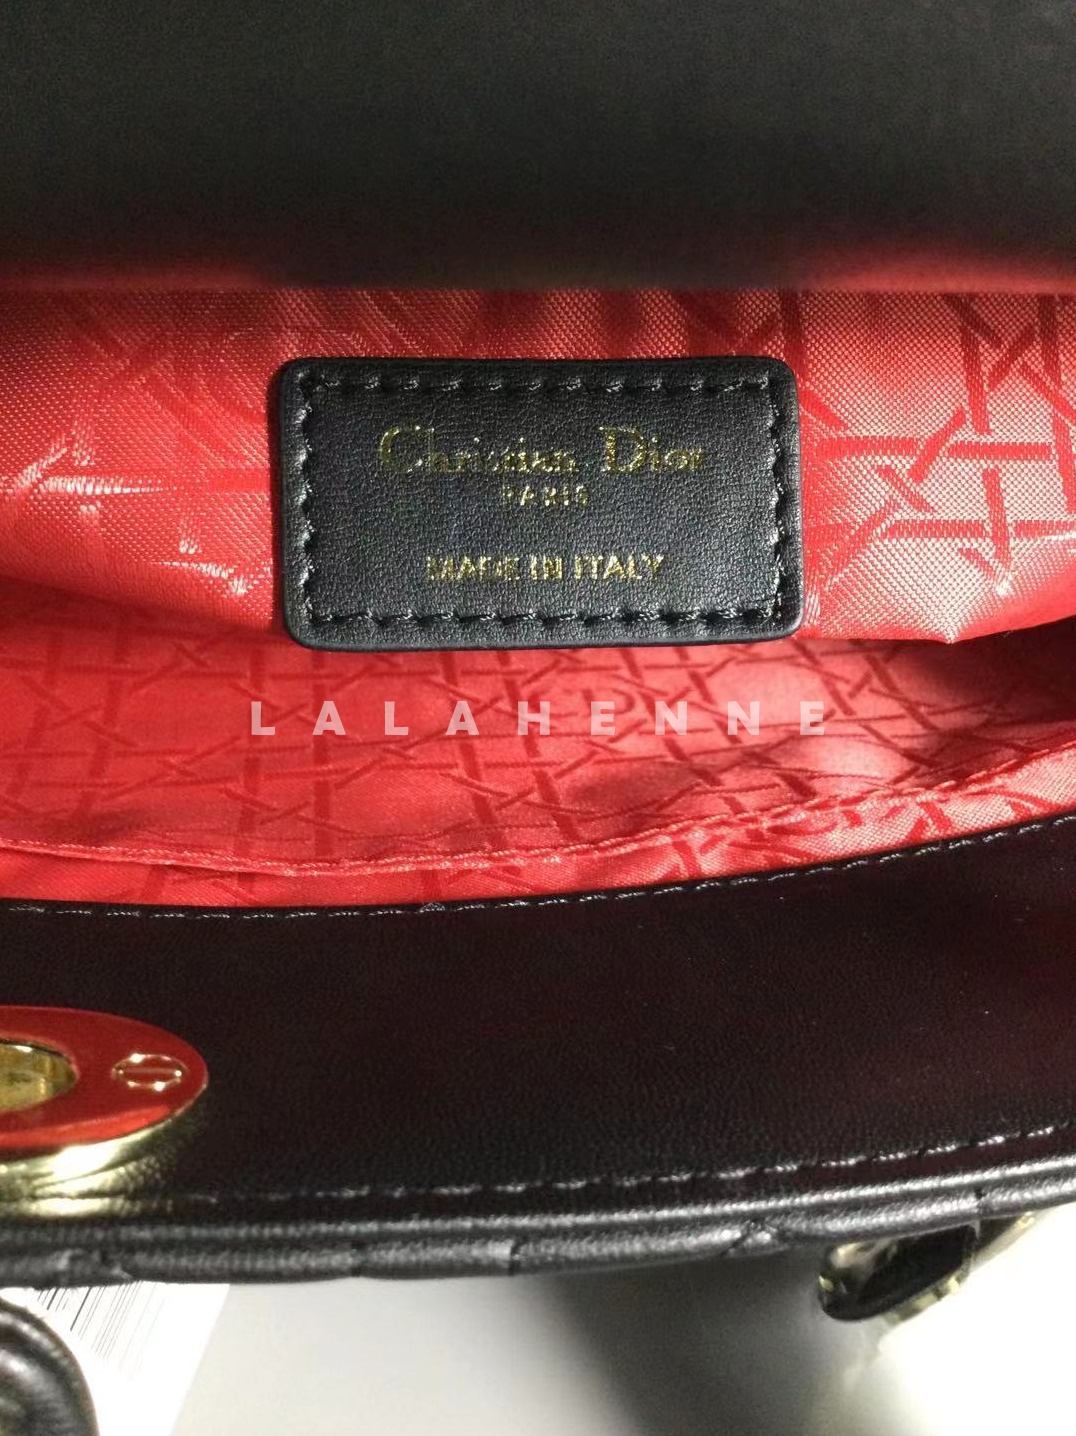 Christian Dior
PARIS
MADE IN ITALY
LALAHENNE